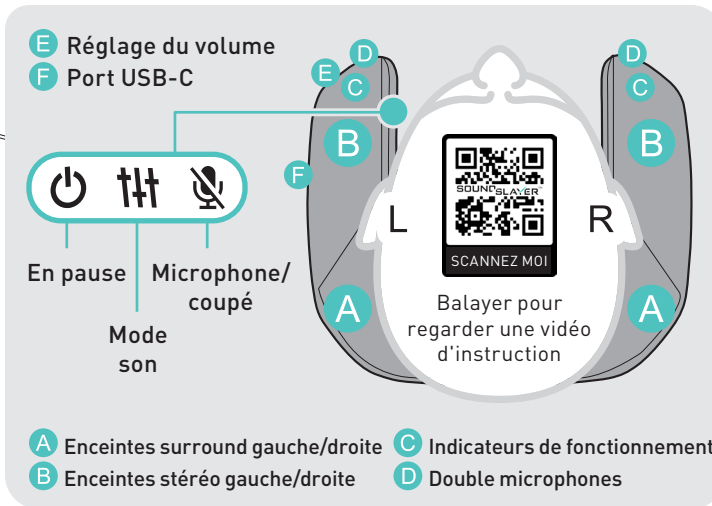 E Réglage du volume
F Port USB-C
D
E
C
B
F
A
D
C
B
A
L
R
SOUNDSLAYER™
SCANNEZ MOI
Balayer pour
regarder une vidéo
d'instruction
En pause
Microphone/
coupé
Mode
son
A Enceintes surround gauche/droite
C Indicateurs de fonctionnement
B Enceintes stéréo gauche/droite
D Double microphones